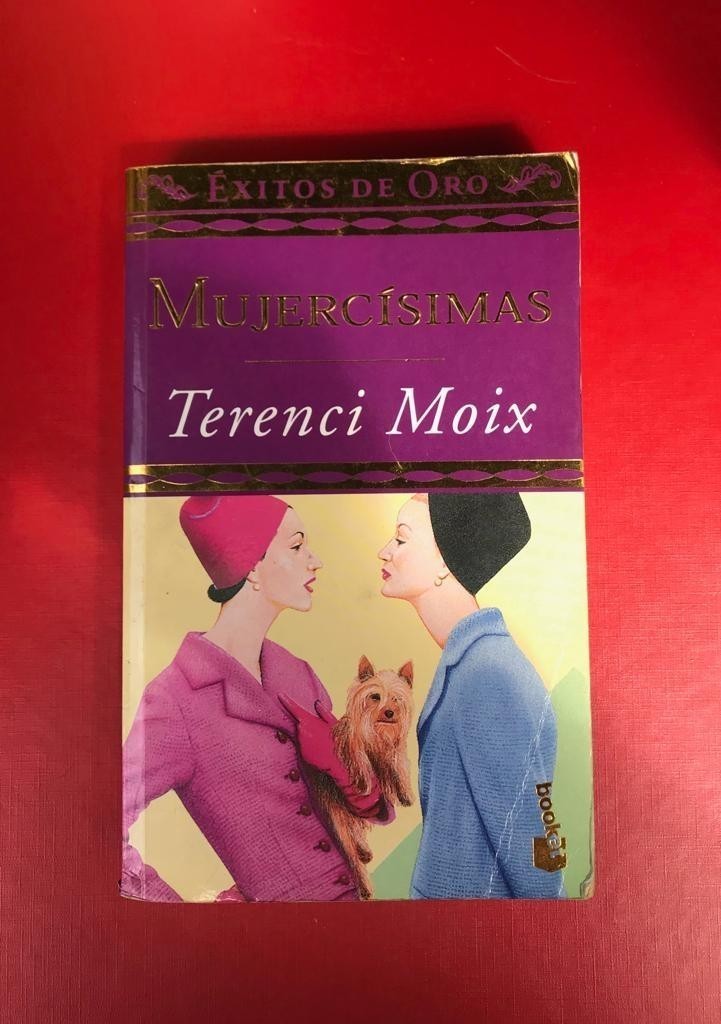 ÉXITOS DE ORO
MUJERCÍSIMAS
Terenci Moix
booket